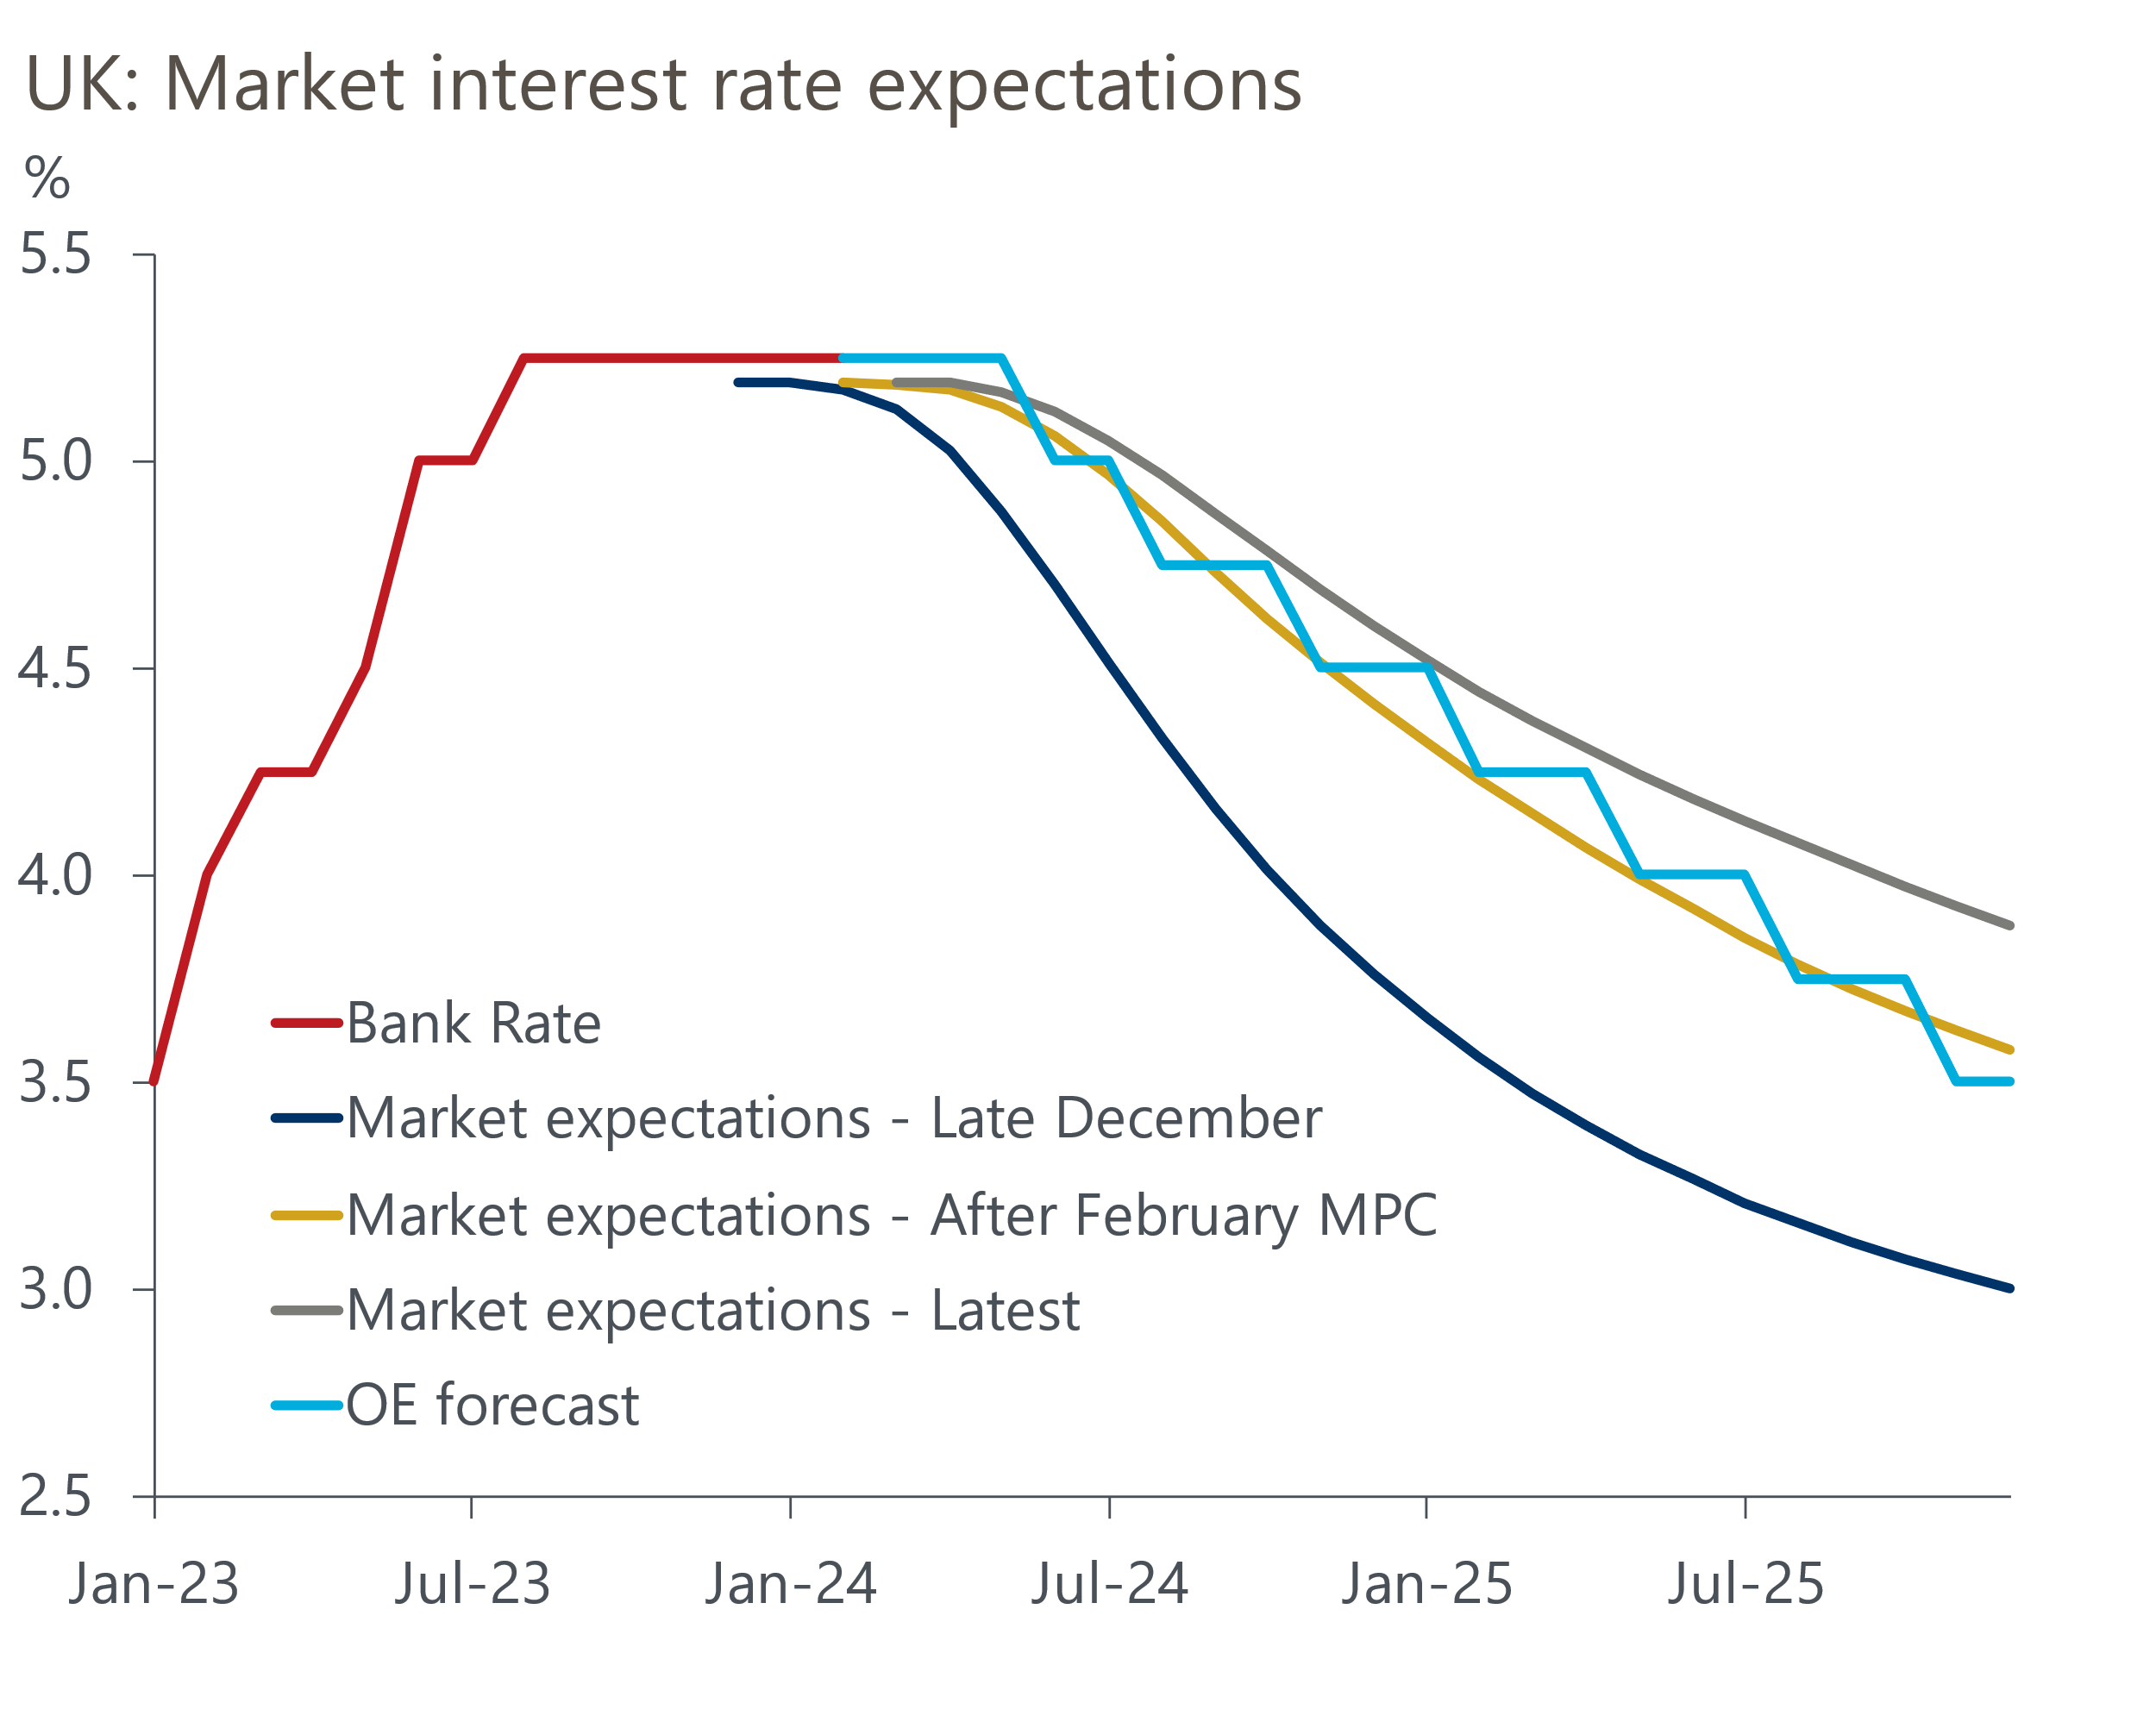 UK: Market interest rate expectations
%
5.5
5.0
4.5
4.0
3.5
3.0
2.5
Bank Rate
Market expectations - Late December
Market expectations - After February MPC
Market expectations - Latest
OE forecast
Jan-23 Jul-23 Jan-24 Jul-24 Jan-25 Jul-25